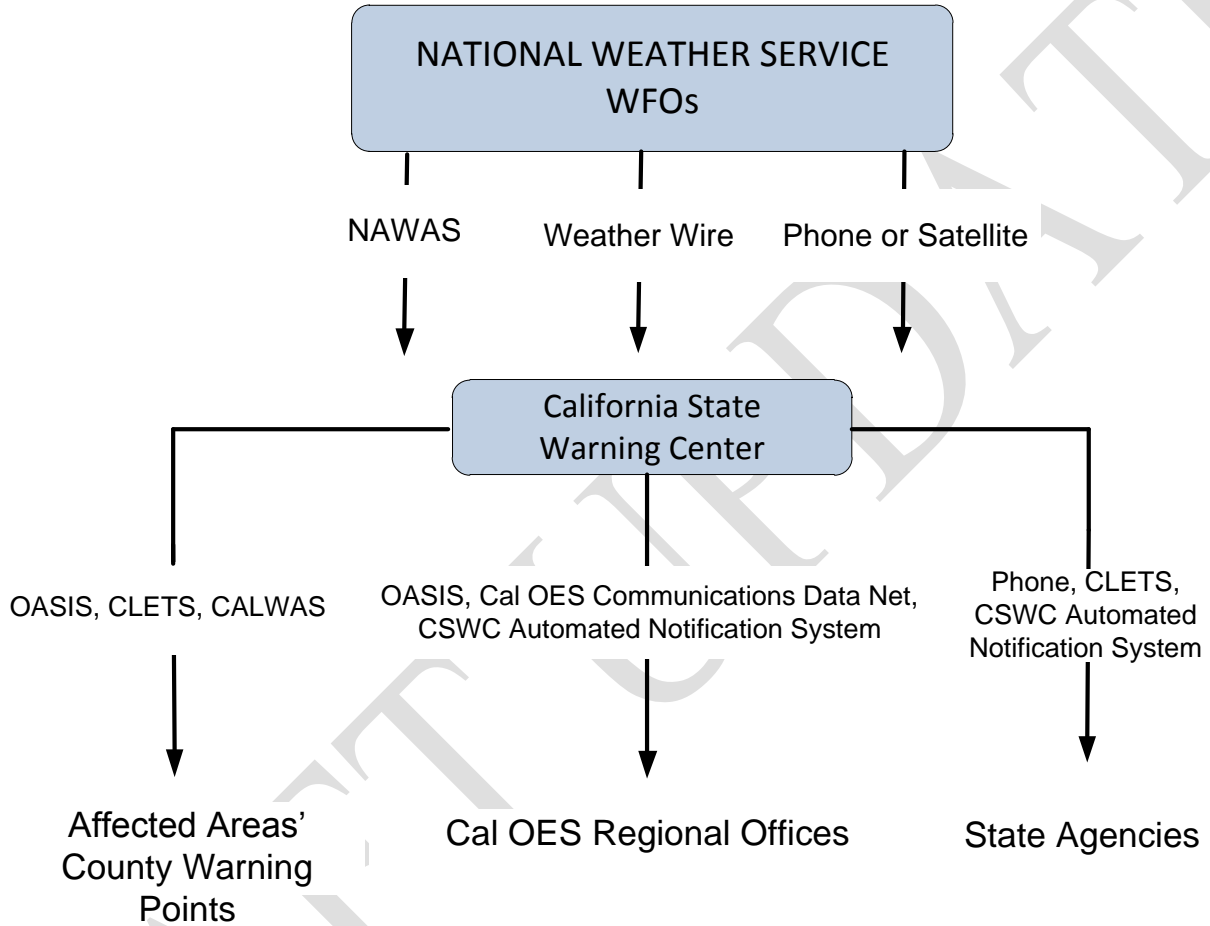 NATIONAL WEATHER SERVICE
WFOs
NAWAS
Weather Wire
Phone or Satellite
California State
Warning Center
OASIS, CLETS, CALWAS
OASIS, Cal OES Communications Data Net,
CSWC Automated Notification System
Phone, CLETS,
CSWC Automated
Notification System
Affected Areas’
County Warning
Points
Cal OES Regional Offices
State Agencies